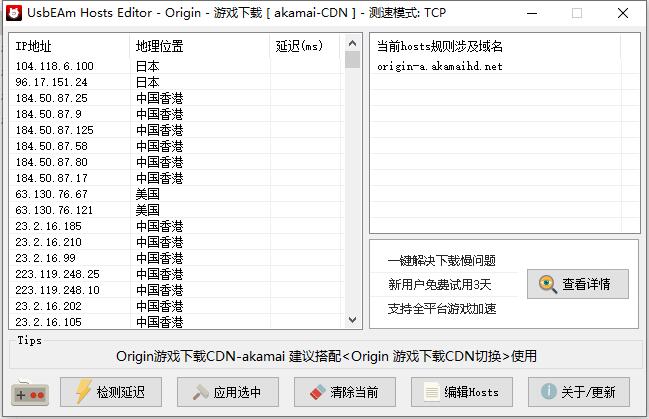 UsbEAm Hosts Editor - Origin - 游戏下载 [ akamai-CDN ] - 测速模式: TCP
IP地址 地理位置 延迟(ms)
104.118.6.100 日本
96.17.151.24 日本
184.50.87.25 中国香港
184.50.87.9 中国香港
184.50.87.125 中国香港
184.50.87.58 中国香港
184.50.87.80 中国香港
184.50.87.17 中国香港
63.130.76.67 美国
63.130.76.121 美国
23.2.16.185 中国香港
23.2.16.210 中国香港
23.2.16.99 中国香港
223.119.248.25 中国香港
223.119.248.10 中国香港
23.2.16.202 中国香港
23.2.16.105 中国香港
当前hosts规则涉及域名
origin-a.akamaihd.net
一键解决下载慢问题
新用户免费试用3天
支持全平台游戏加速
查看详情
Tips
Origin游戏下载CDN-akamai 建议搭配<Origin 游戏下载CDN切换>使用
检测延迟 应用选中 清除当前 编辑Hosts 关于/更新